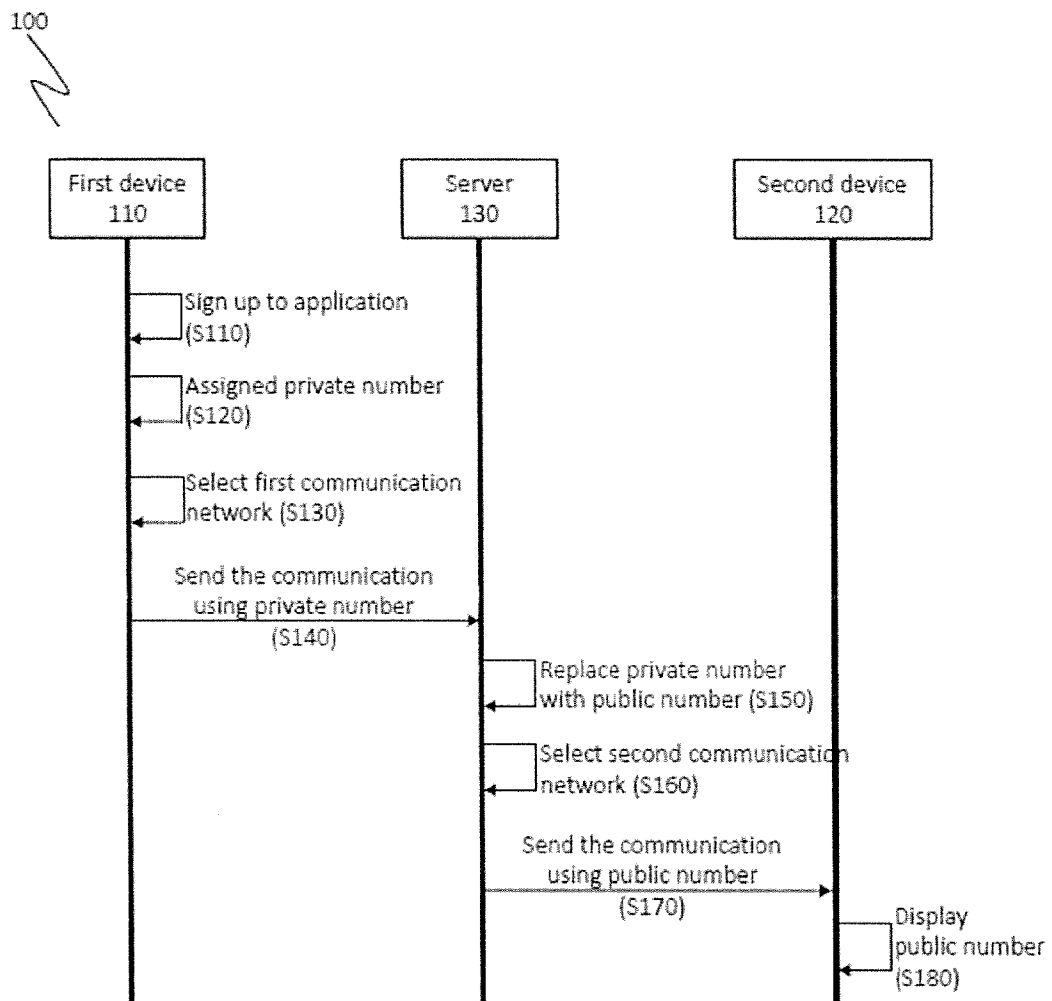 100
First device
110
Server
130
Second device
120
Sign up to application
(S110)
Assigned private number
(S120)
Select first communication
network (S130)
Send the communication
using private number
(S140)
Replace private number
with public number (S150)
Select second communication
network (S160)
Send the communication
using public number
(S170)
Display
public number
(S180)